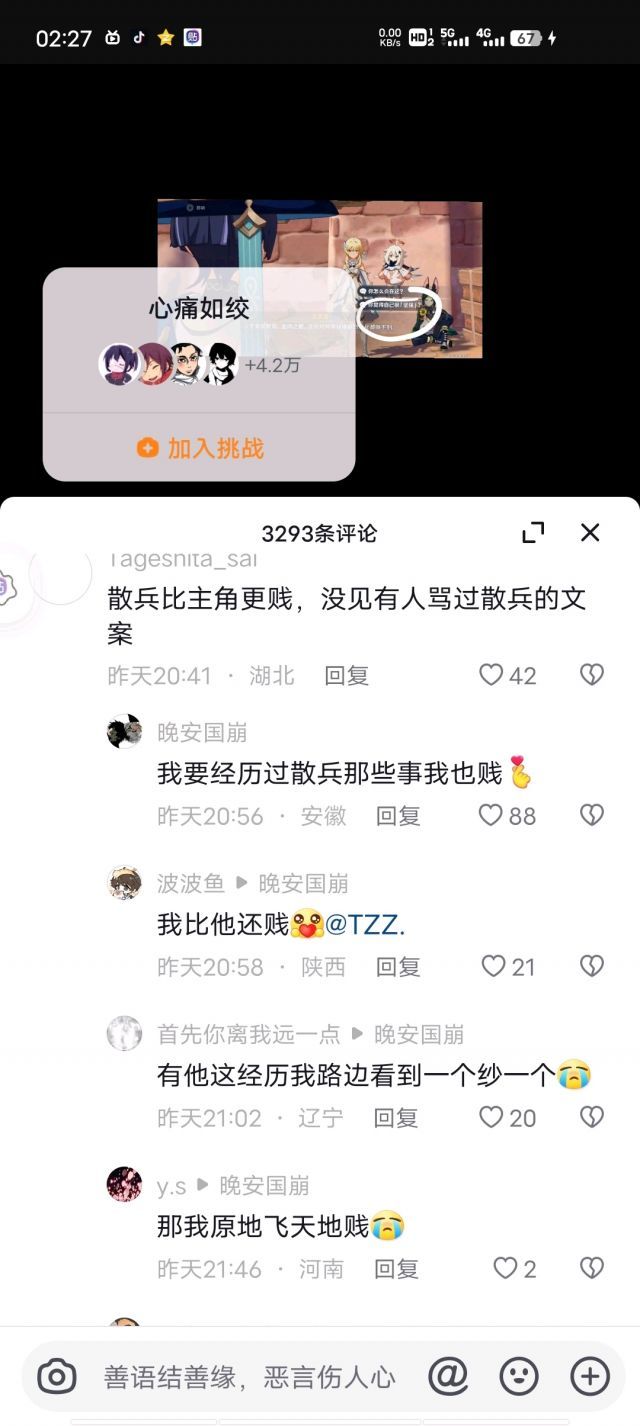 02:27
0.00
KB/s
HD 1
2
5G
4G
67
你怎么会在这？
心痛如绞
+4.2万
加入挑战
3293条评论
Tageshita_sai
散兵比主角更贱，没见有人骂过散兵的文
案
昨天20:41 · 湖北 回复 42
晚安国崩
我要经历过散兵那些事我也贱
昨天20:56 · 安徽 回复 88
波波鱼 ▶ 晚安国崩
我比他还贱🥰@TZZ.
昨天20:58 · 陕西 回复 21
首先你离我远一点 ▶ 晚安国崩
有他这经历我路边看到一个纱一个😭
昨天21:02 · 辽宁 回复 20
y.s ▶ 晚安国崩
那我原地飞天地贱😭
昨天21:46 · 河南 回复 2
善语结善缘，恶言伤人心